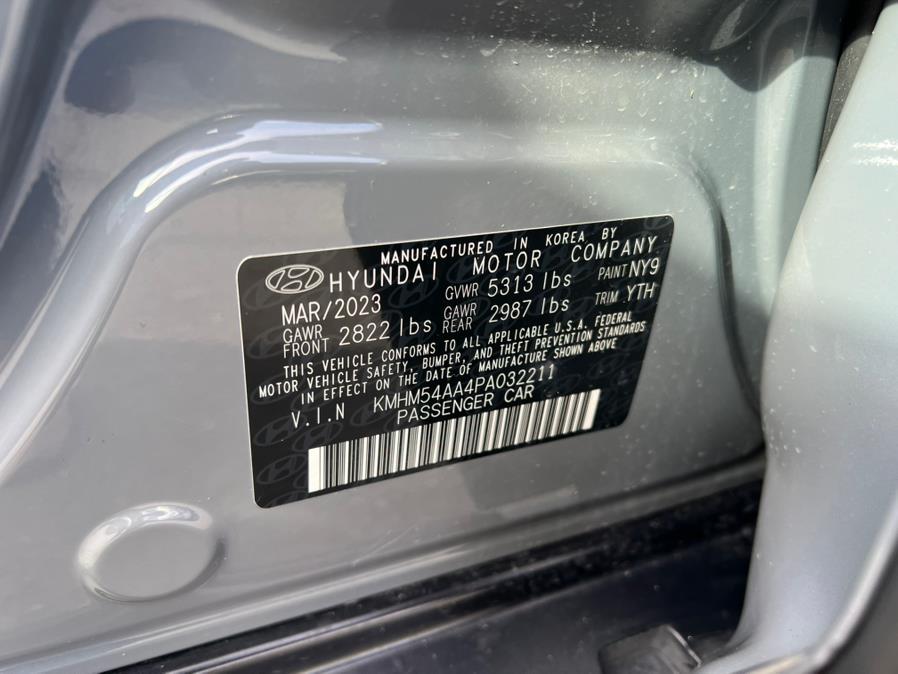 MANUFACTURED IN KOREA BY
HYUNDAI MOTOR COMPANY
MAR/2023 GVWR 5313 lbs PAINT NY9
GAWR FRONT 2822 lbs GAWR REAR 2987 lbs TRIM YTH
THIS VEHICLE CONFORMS TO ALL APPLICABLE U.S.A. FEDERAL
MOTOR VEHICLE SAFETY, BUMPER, AND THEFT PREVENTION STANDARDS
IN EFFECT ON THE DATE OF MANUFACTURE SHOWN ABOVE
V.I.N KMHM54AA4PA032211
PASSENGER CAR